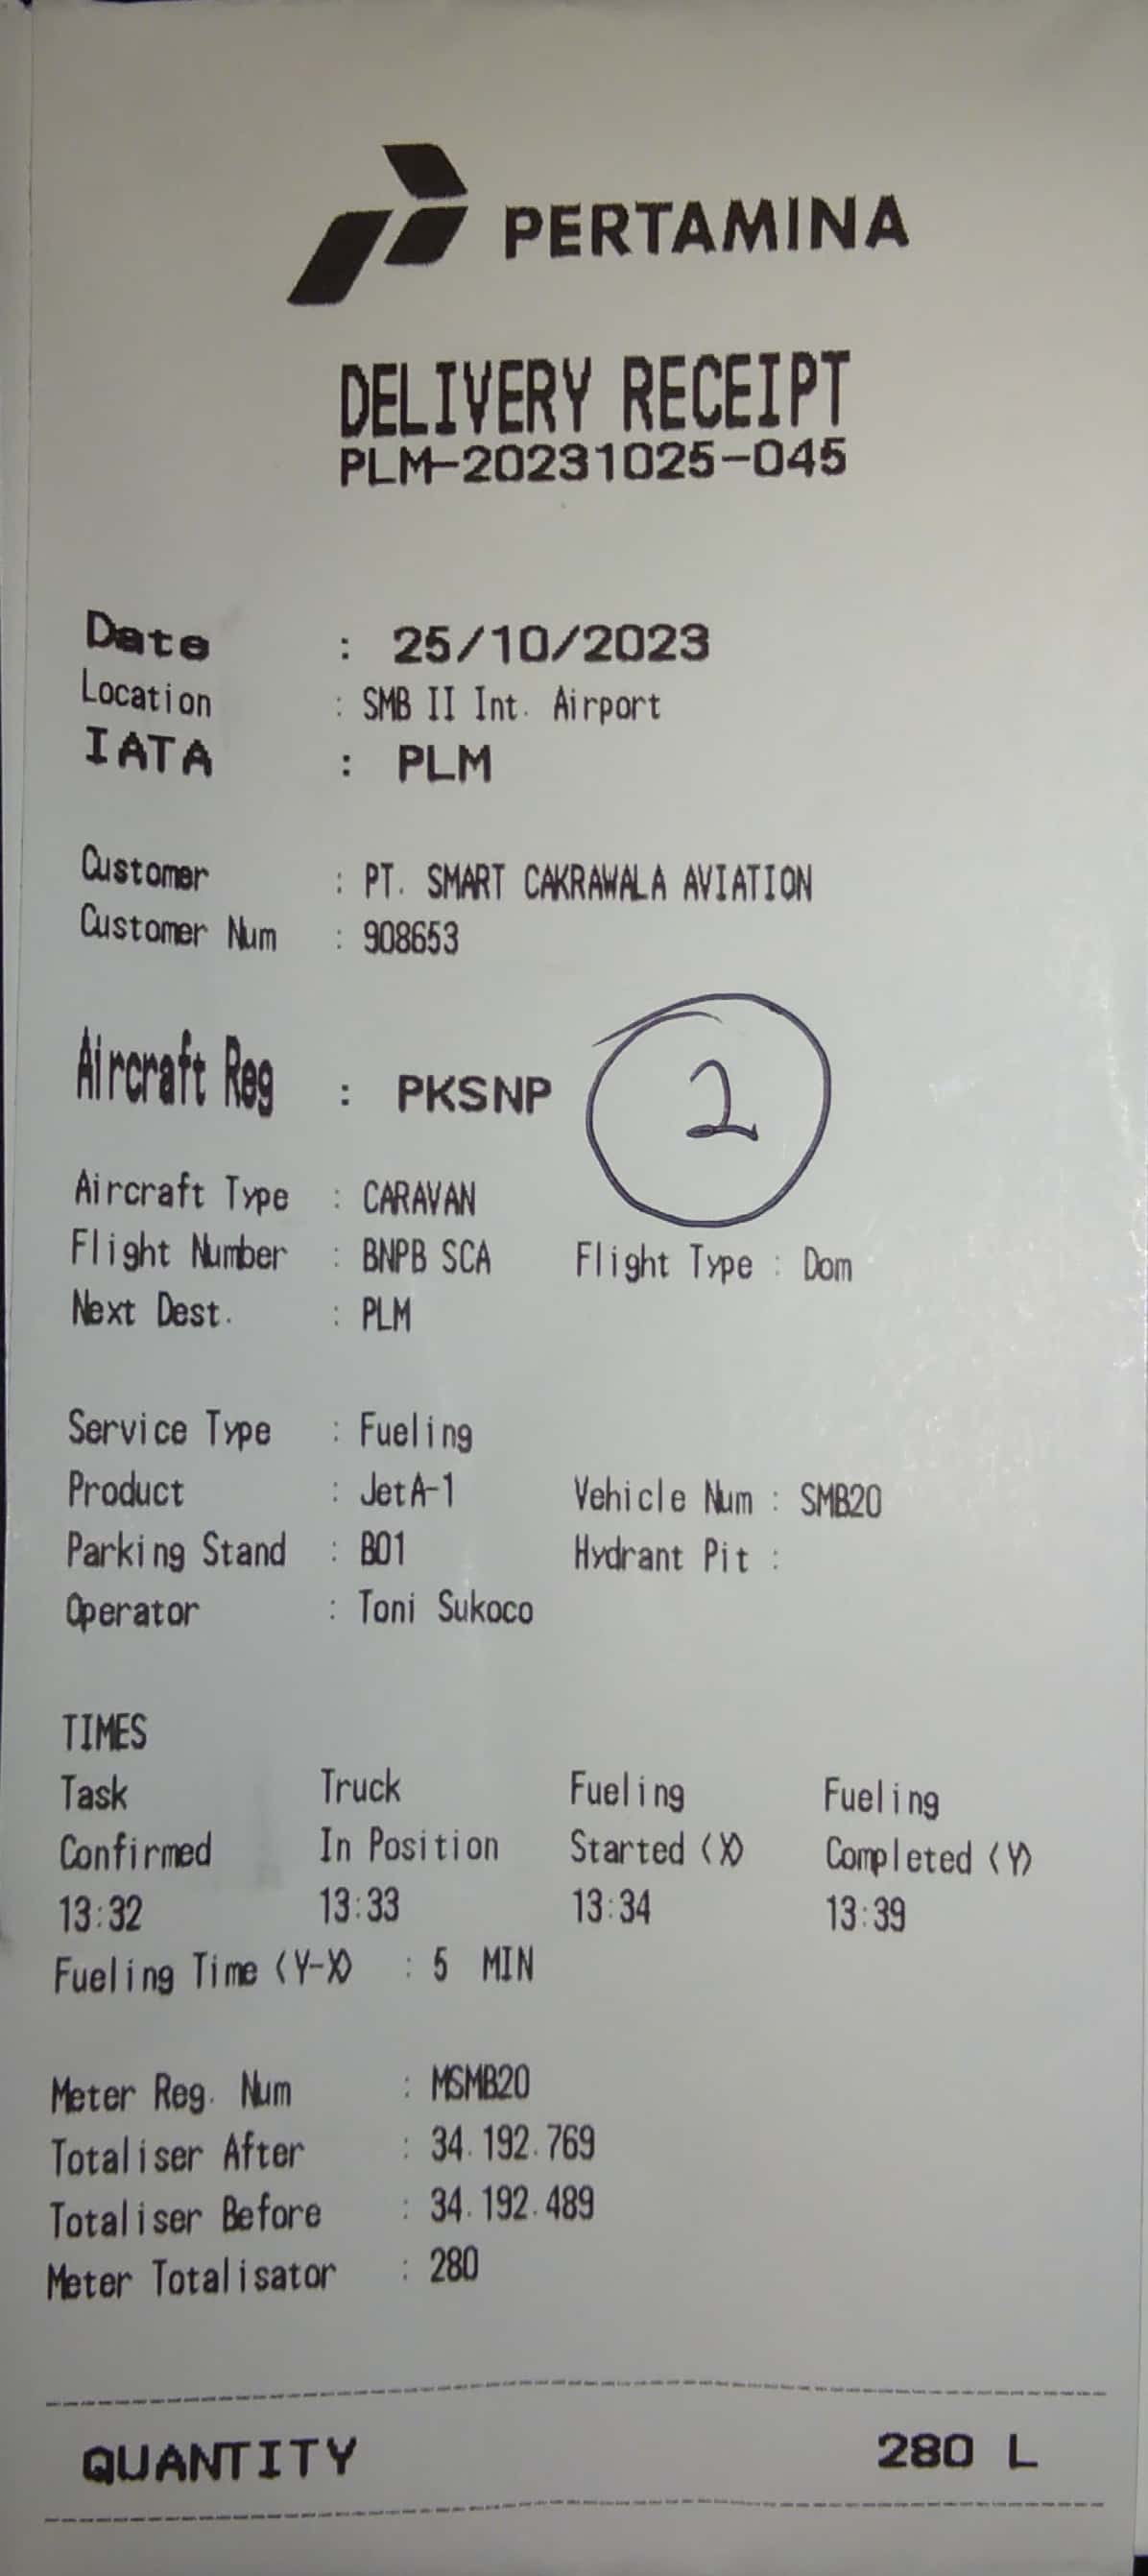 PERTAMINA
DELIVERY RECEIPT
PLM-20231025-045
Date : 25/10/2023
Location : SMB II Int. Airport
IATA : PLM
Customer : PT. SMART CAKRAWALA AVIATION
Customer Num : 908653
Aircraft Reg : PKSNP
2
Aircraft Type : CARAVAN
Flight Number : BNPB SCA Flight Type : Dom
Next Dest. : PLM
Service Type : Fueling
Product : JetA-1 Vehicle Num : SMB20
Parking Stand : B01 Hydrant Pit :
Operator : Toni Sukoco
TIMES
Task Truck Fueling Fueling
Confirmed In Position Started (X) Completed (Y)
13:32 13:33 13:34 13:39
Fueling Time (Y-X) : 5 MIN
Meter Reg. Num : MSMB20
Totaliser After : 34.192.769
Totaliser Before : 34.192.489
Meter Totalisator : 280
QUANTITY 280 L